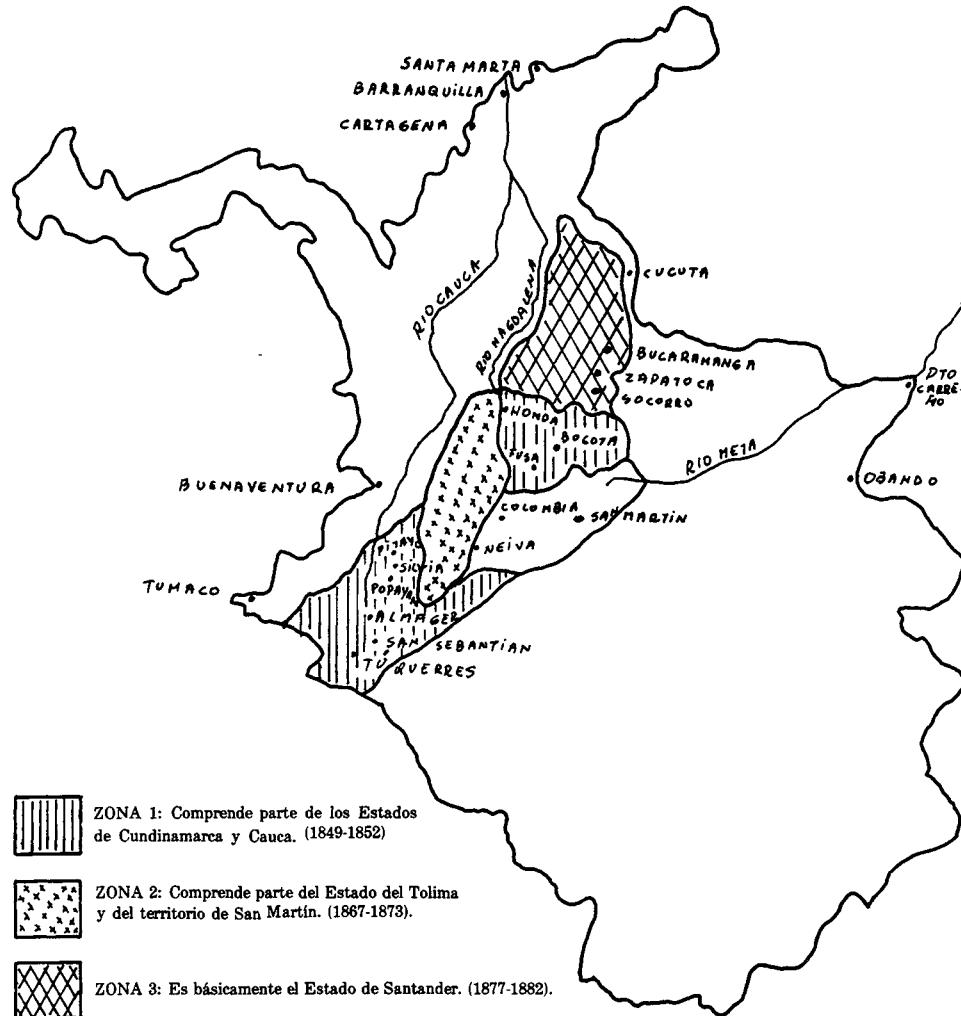 SANTA MARTA
BARRANQUILLA
CARTAGENA
RIO CAUCA
RIO MAGDALENA
CUCUTA
BUCARAMANGA
ZAPATOCA
SOCORRO
PTO
CARRE
ÑO
HONDA
BOGOTA
FUSA
RIO META
BUENAVENTURA
OBANDO
COLOMBIA
SAN MARTIN
PITAYO
NEIVA
SILVIA
TUMACO
POPAYAN
ALMAGER
SAN SEBANTIAN
TÚQUERRES
ZONA 1: Comprende parte de los Estados
de Cundinamarca y Cauca. (1849-1852)
ZONA 2: Comprende parte del Estado del Tolima
y del territorio de San Martín. (1867-1873).
ZONA 3: Es básicamente el Estado de Santander. (1877-1882).